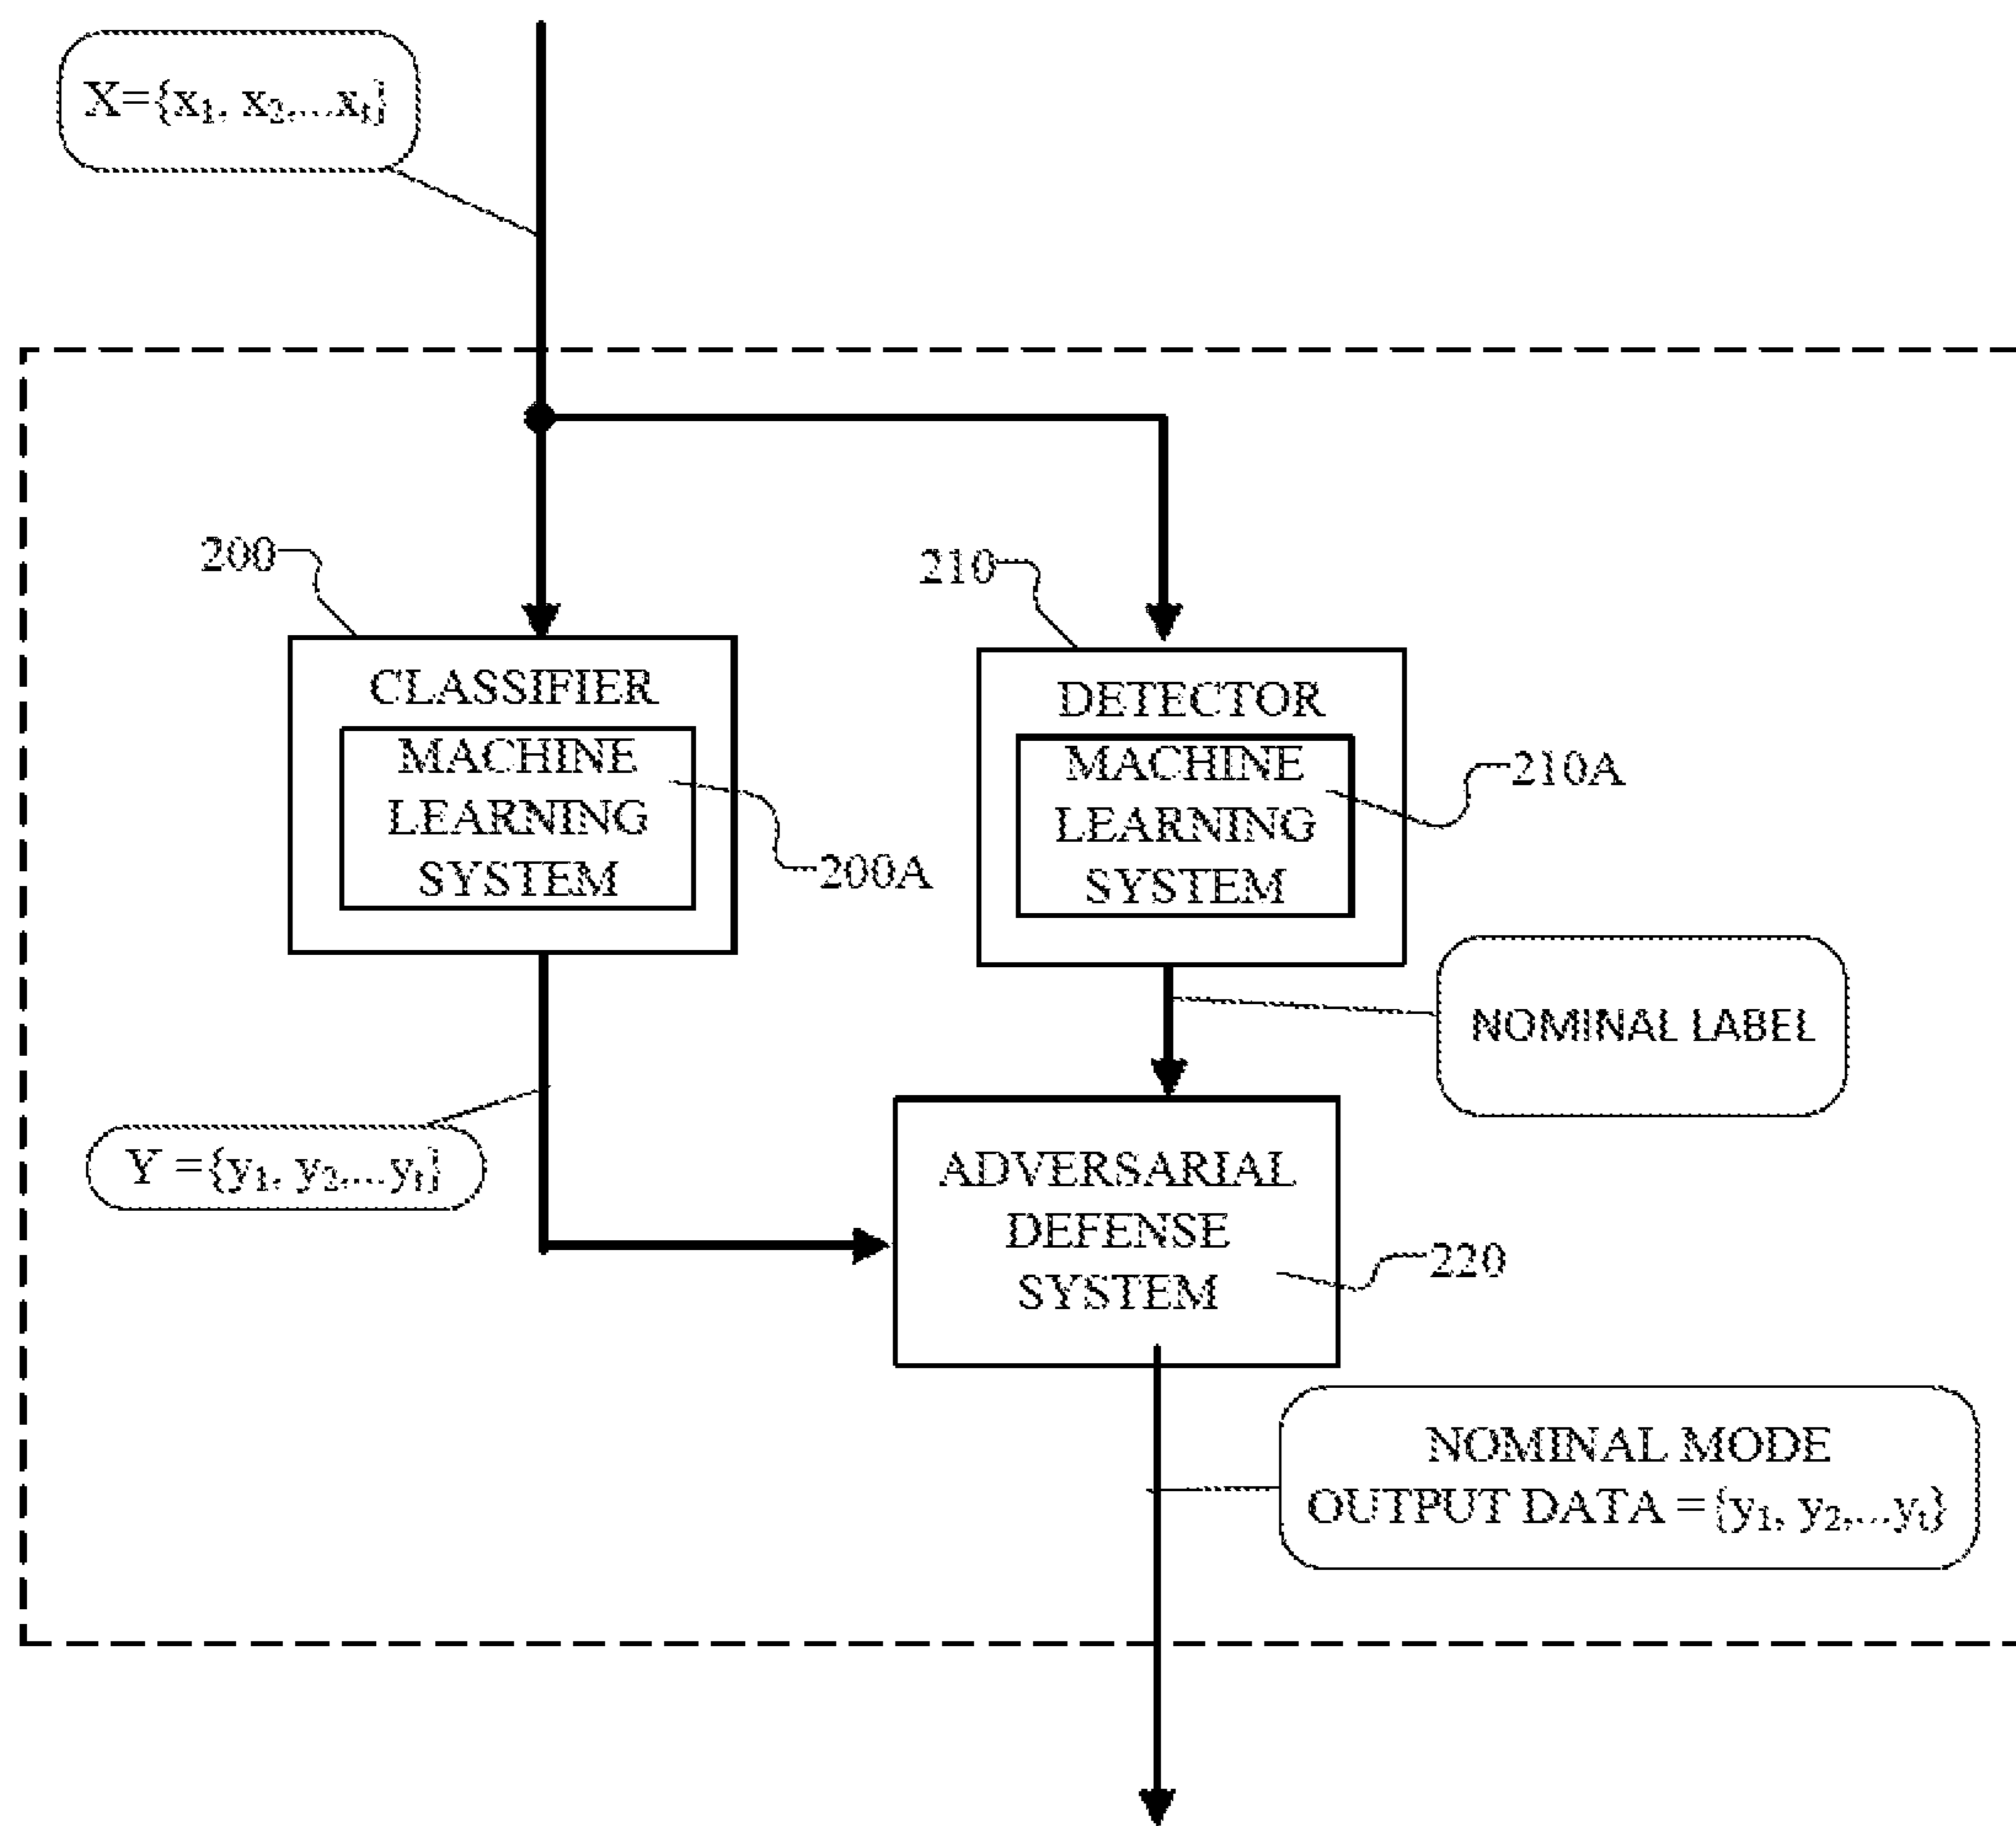 X={x₁, x₂,...xₜ}
200
210
CLASSIFIER
MACHINE
LEARNING
SYSTEM
200A
DETECTOR
MACHINE
LEARNING
SYSTEM
210A
NOMINAL LABEL
Y ={y₁, y₂,...yₜ}
ADVERSARIAL
DEFENSE
SYSTEM
220
NOMINAL MODE
OUTPUT DATA ={y₁, y₂,...yₜ}